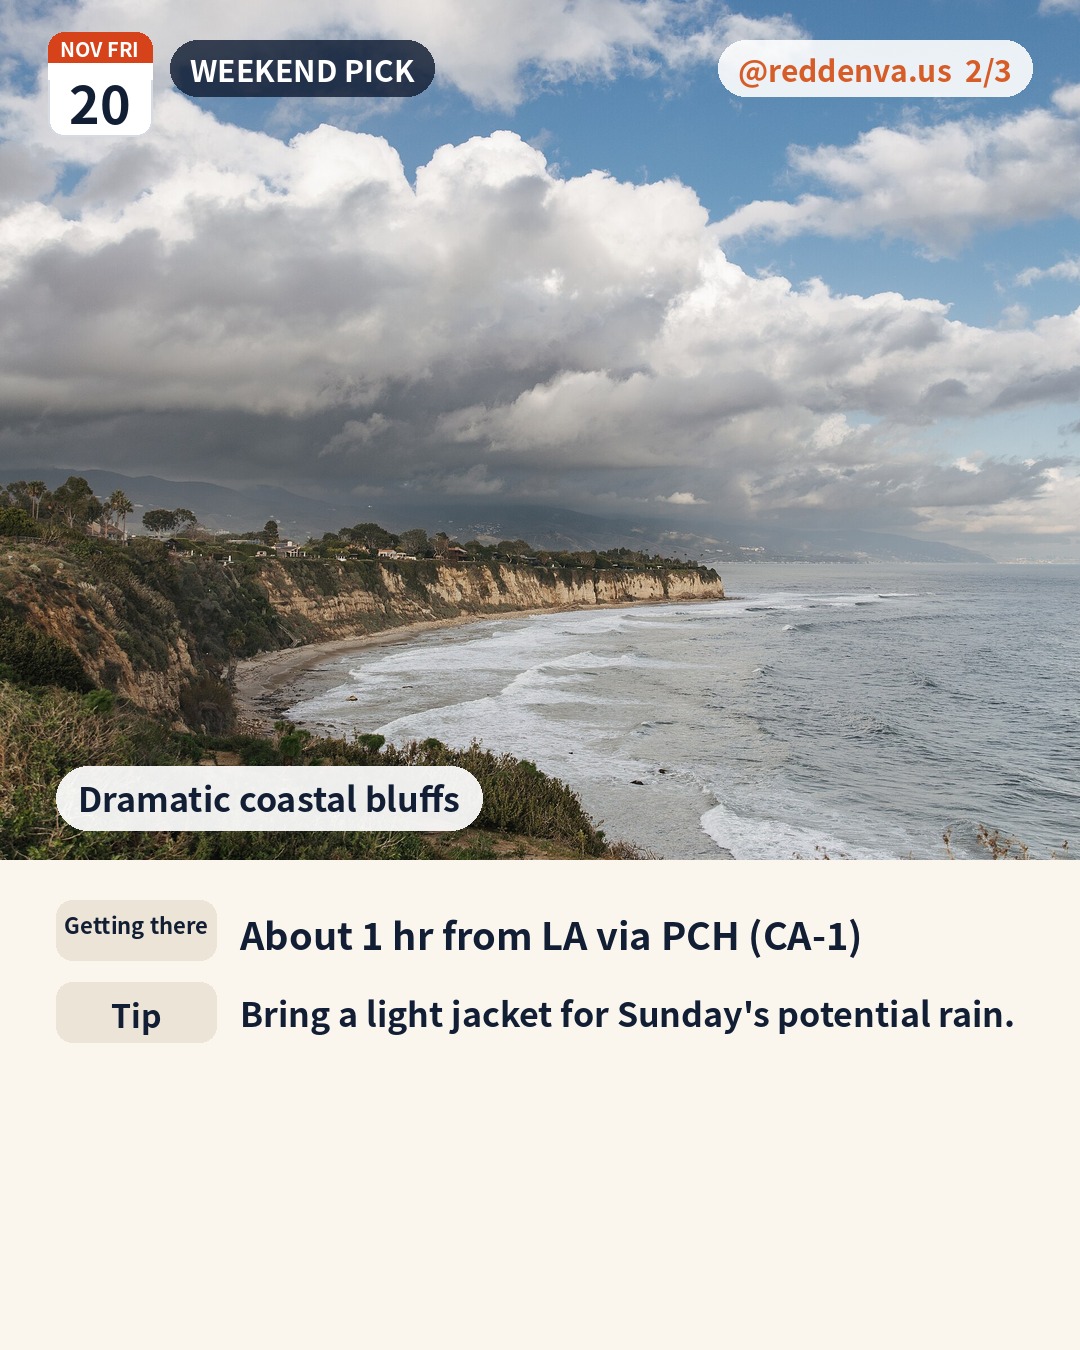 NOV FRI
20
WEEKEND PICK
@reddenva.us 2/3
Dramatic coastal bluffs
Getting there
About 1 hr from LA via PCH (CA-1)
Tip
Bring a light jacket for Sunday's potential rain.